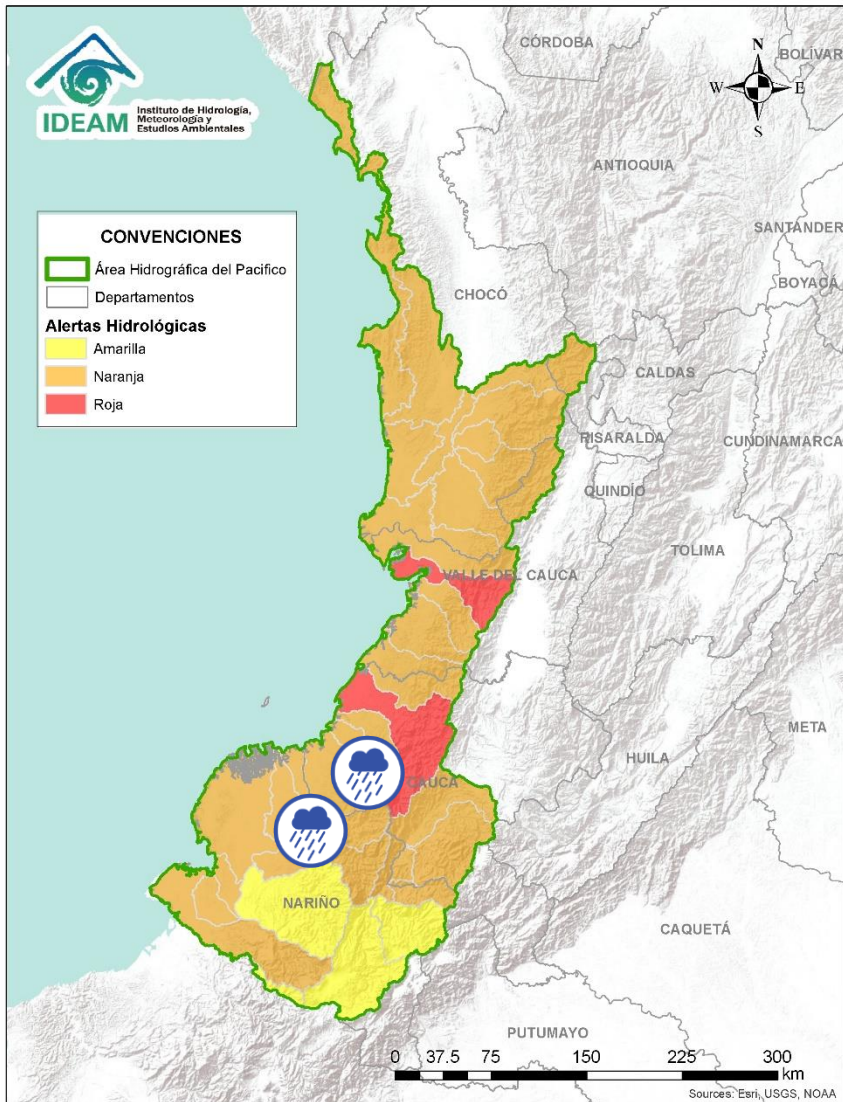 IDEAM
Instituto de Hidrología,
Meteorología y
Estudios Ambientales
CONVENCIONES
Área Hidrográfica del Pacifico
Departamentos
Alertas Hidrológicas
Amarilla
Naranja
Roja
N
W E
S
CÓRDOBA
BOLÍVAR
ANTIOQUIA
SANTANDER
BOYACÁ
CHOCÓ
CALDAS
RISARALDA
CUNDINAMARCA
QUINDÍO
TOLIMA
VALLE DEL CAUCA
META
HUILA
CAUCA
NARIÑO
CAQUETÁ
PUTUMAYO
0 37.5 75 150 225 300
km
Sources: Esri, USGS, NOAA